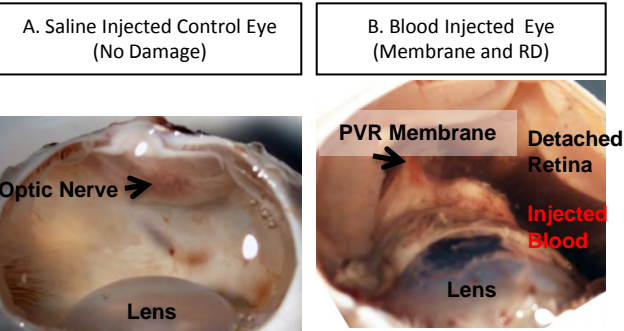 A. Saline Injected Control Eye
(No Damage)
B. Blood Injected Eye
(Membrane and RD)
Optic Nerve
Lens
PVR Membrane
Detached
Retina
Injected
Blood
Lens